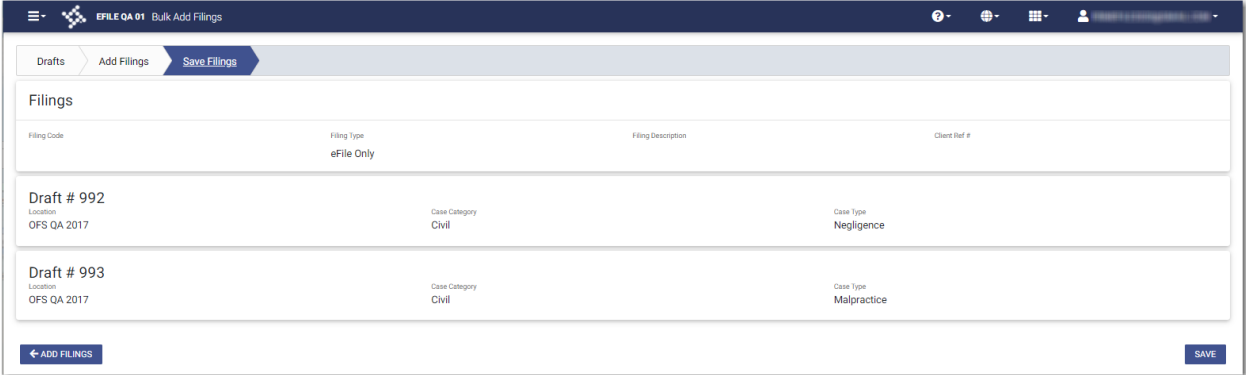 EFILE QA 01 Bulk Add Filings
Drafts Add Filings Save Filings
Filings
Filing Code Filing Type Filing Description Client Ref #
eFile Only
Draft # 992
Location Case Category Case Type
OFS QA 2017 Civil Negligence
Draft # 993
Location Case Category Case Type
OFS QA 2017 Civil Malpractice
ADD FILINGS SAVE